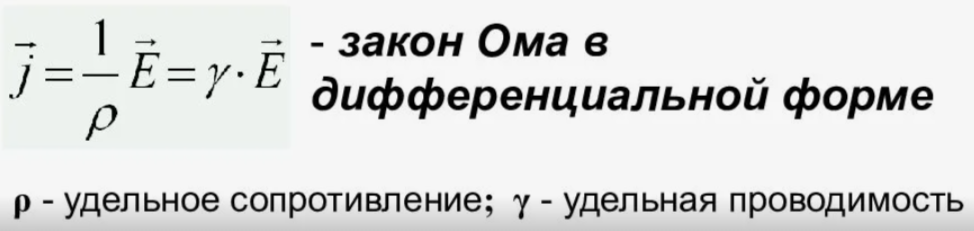 j⃗ = 1/ρ E⃗ = γ · E⃗ - закон Ома в
дифференциальной форме
ρ - удельное сопротивление; γ - удельная проводимость